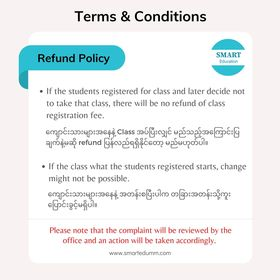 Terms & Conditions
SMART
Education
Refund Policy
• If the students registered for class and later decide not
to take that class, there will be no refund of class
registration fee.
ကျောင်းသားများအနေနဲ့ Class အပ်ပြီးလျှင် မည်သည့်အကြောင်းပြ
ချက်နဲ့မဆို refund ပြန်လည်ရရှိနိုင်တော့ မည်မဟုတ်ပါ။
• If the class what the students registered starts, change
might not be possible.
ကျောင်းသားများအနေနဲ့ အတန်းစပြီးပါက တခြားအတန်းသို့ကူး
ပြောင်းခွင့်မရှိပါ။
Please note that the complaint will be reviewed by the
office and an action will be taken accordingly.
www.smartedumm.com